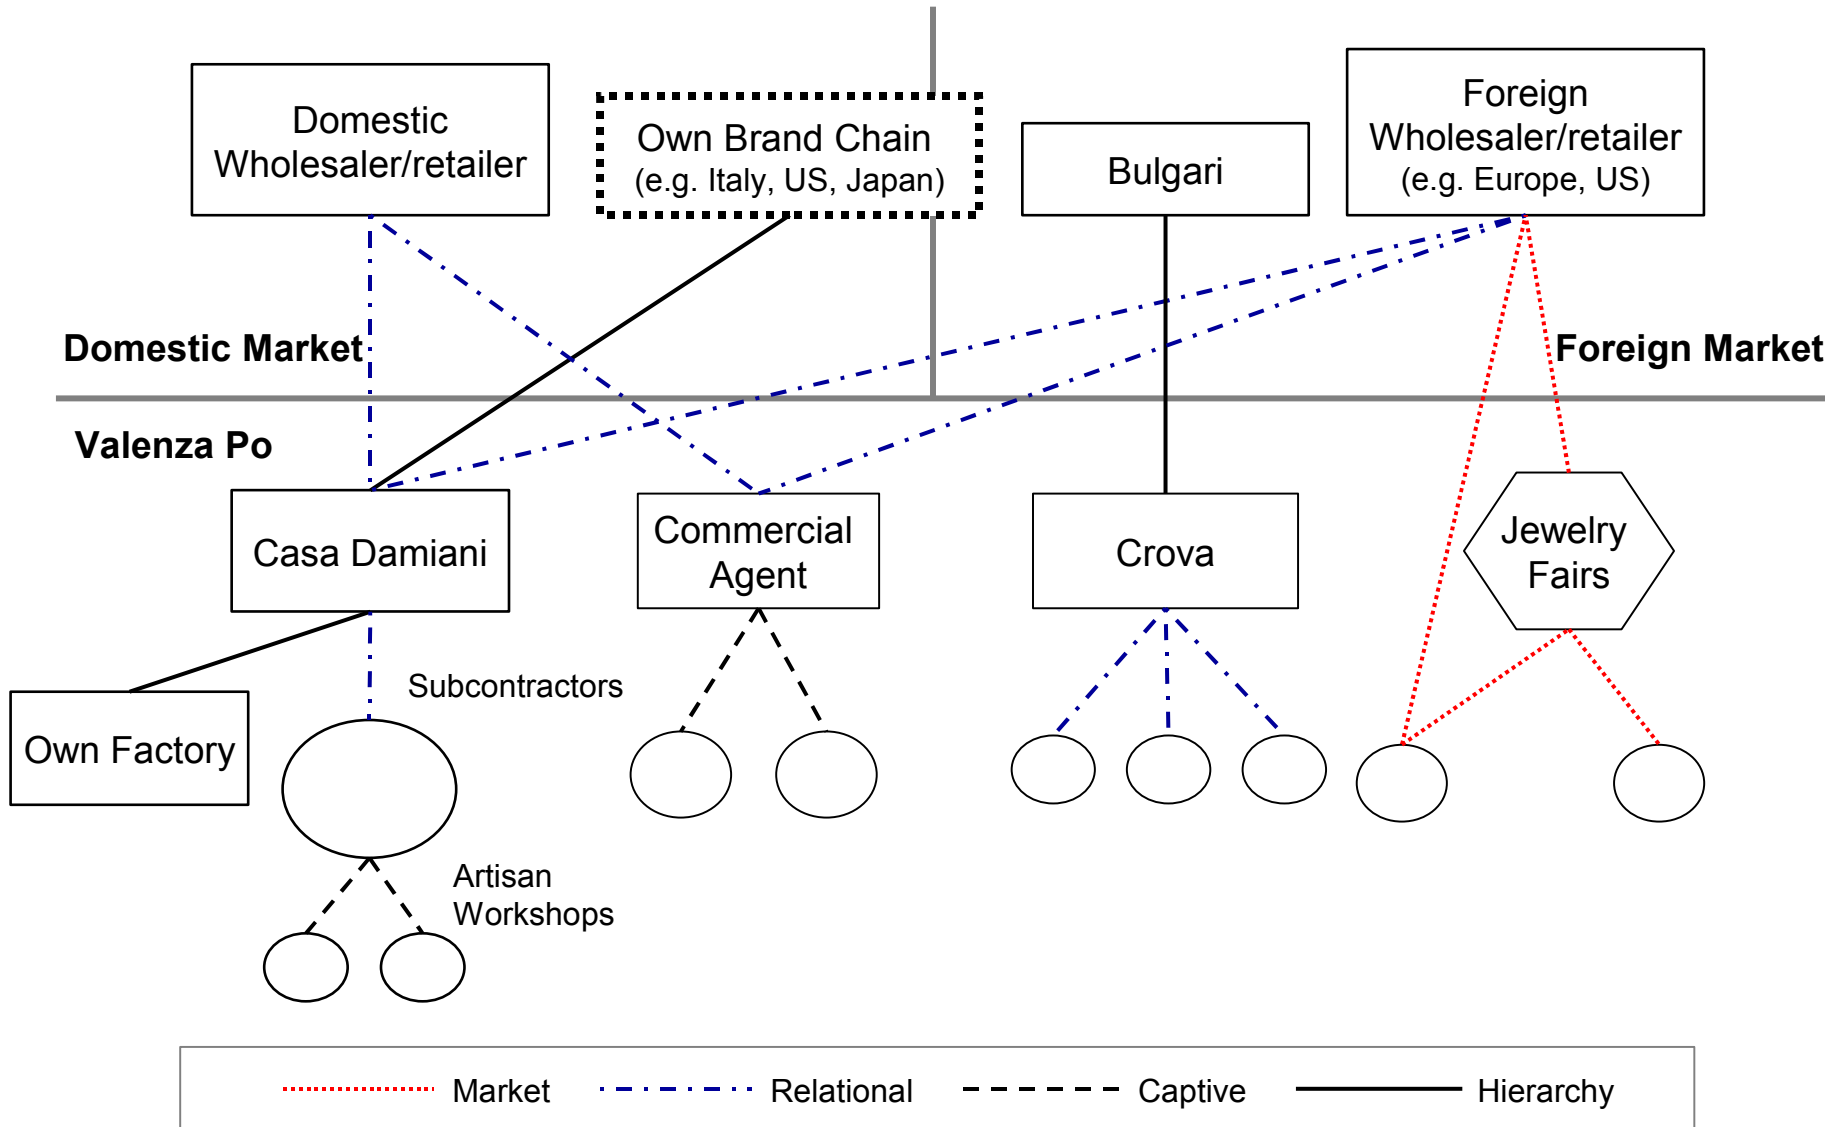 Domestic
Wholesaler/retailer
Own Brand Chain
(e.g. Italy, US, Japan)
Bulgari
Foreign
Wholesaler/retailer
(e.g. Europe, US)
Domestic Market
Foreign Market
Valenza Po
Casa Damiani
Commercial
Agent
Crova
Jewelry
Fairs
Subcontractors
Own Factory
Artisan
Workshops
Market
Relational
Captive
Hierarchy